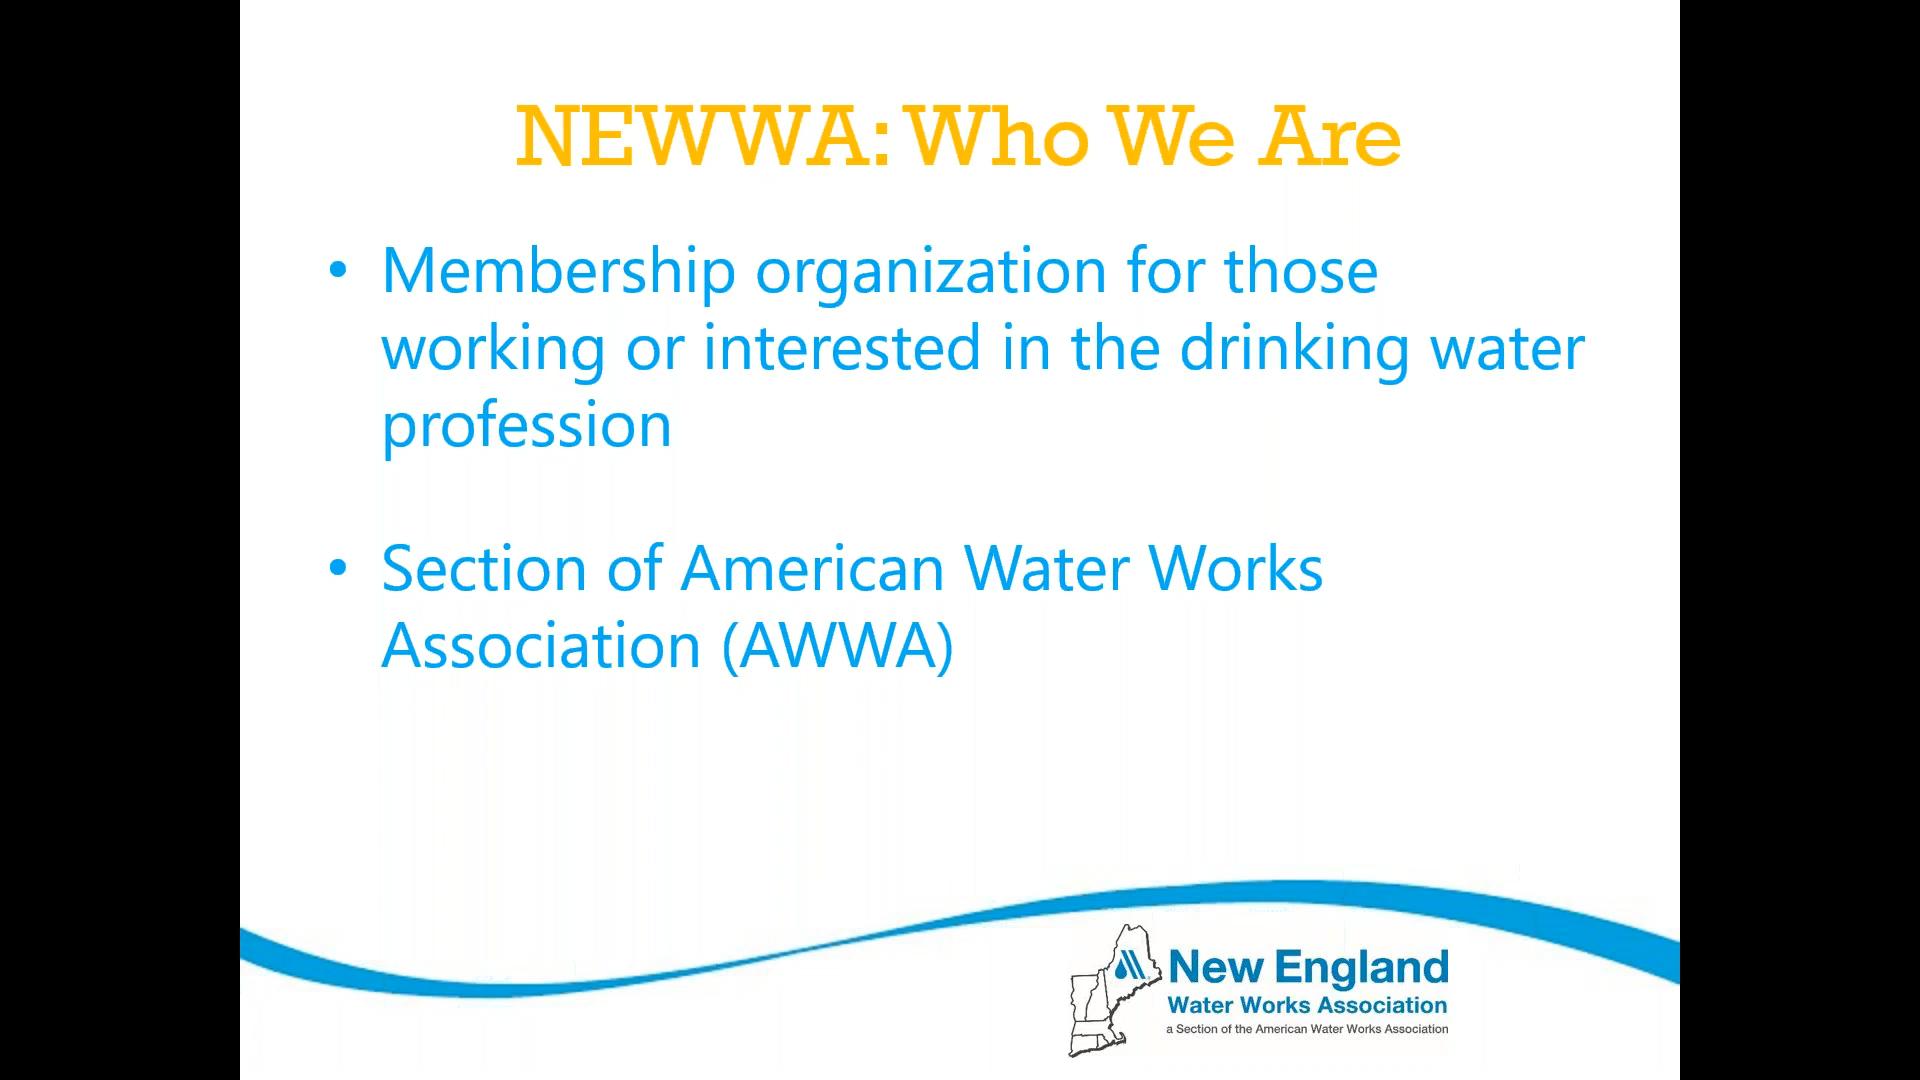 NEWWA: Who We Are
• Membership organization for those
working or interested in the drinking water
profession
• Section of American Water Works
Association (AWWA)
New England
Water Works Association
a Section of the American Water Works Association